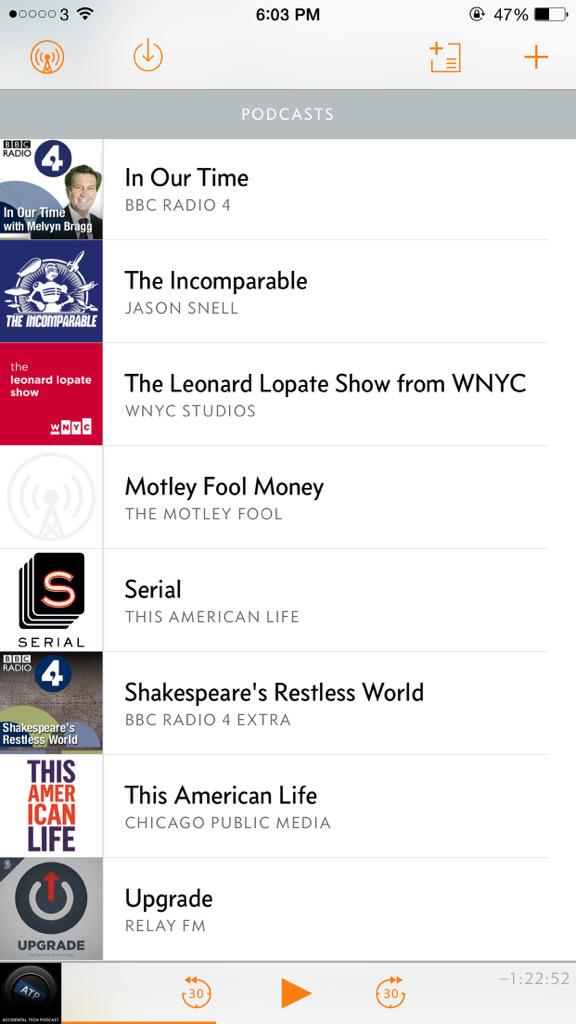 3 6:03 PM 47%
PODCASTS
BBC
RADIO 4
In Our Time
with Melvyn Bragg
In Our Time
BBC RADIO 4
THE INCOMPARABLE
The Incomparable
JASON SNELL
the
leonard lopate
show
WNYC
The Leonard Lopate Show from WNYC
WNYC STUDIOS
Motley Fool Money
THE MOTLEY FOOL
S
SERIAL
Serial
THIS AMERICAN LIFE
BBC
RADIO 4
Shakespeare's
Restless World
Shakespeare's Restless World
BBC RADIO 4 EXTRA
THIS
AMER
ICAN
LIFE
This American Life
CHICAGO PUBLIC MEDIA
UPGRADE
Upgrade
RELAY FM
ATP
ACCIDENTAL TECH PODCAST
30
30
−1:22:52